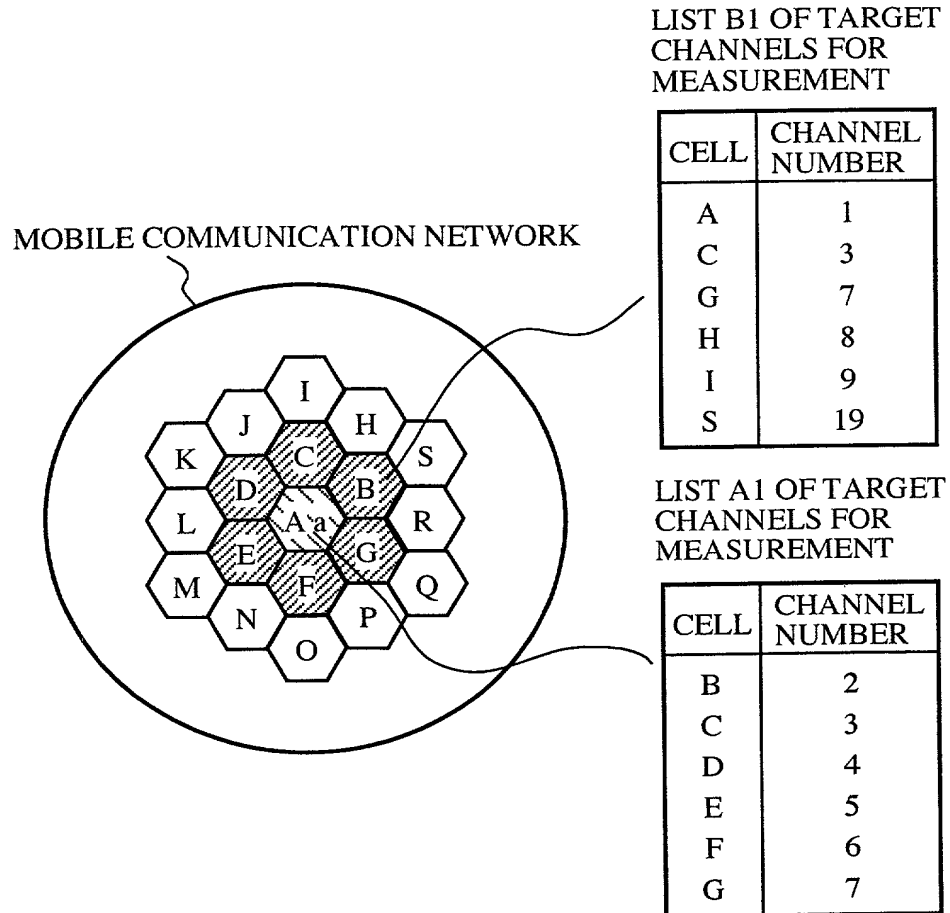 LIST B1 OF TARGET
CHANNELS FOR
MEASUREMENT
CELL CHANNEL
NUMBER
A 1
C 3
G 7
H 8
I 9
S 19
MOBILE COMMUNICATION NETWORK
I
J H
K C S
D B
L A a R
E G
M F Q
N P
O
LIST A1 OF TARGET
CHANNELS FOR
MEASUREMENT
CELL CHANNEL
NUMBER
B 2
C 3
D 4
E 5
F 6
G 7